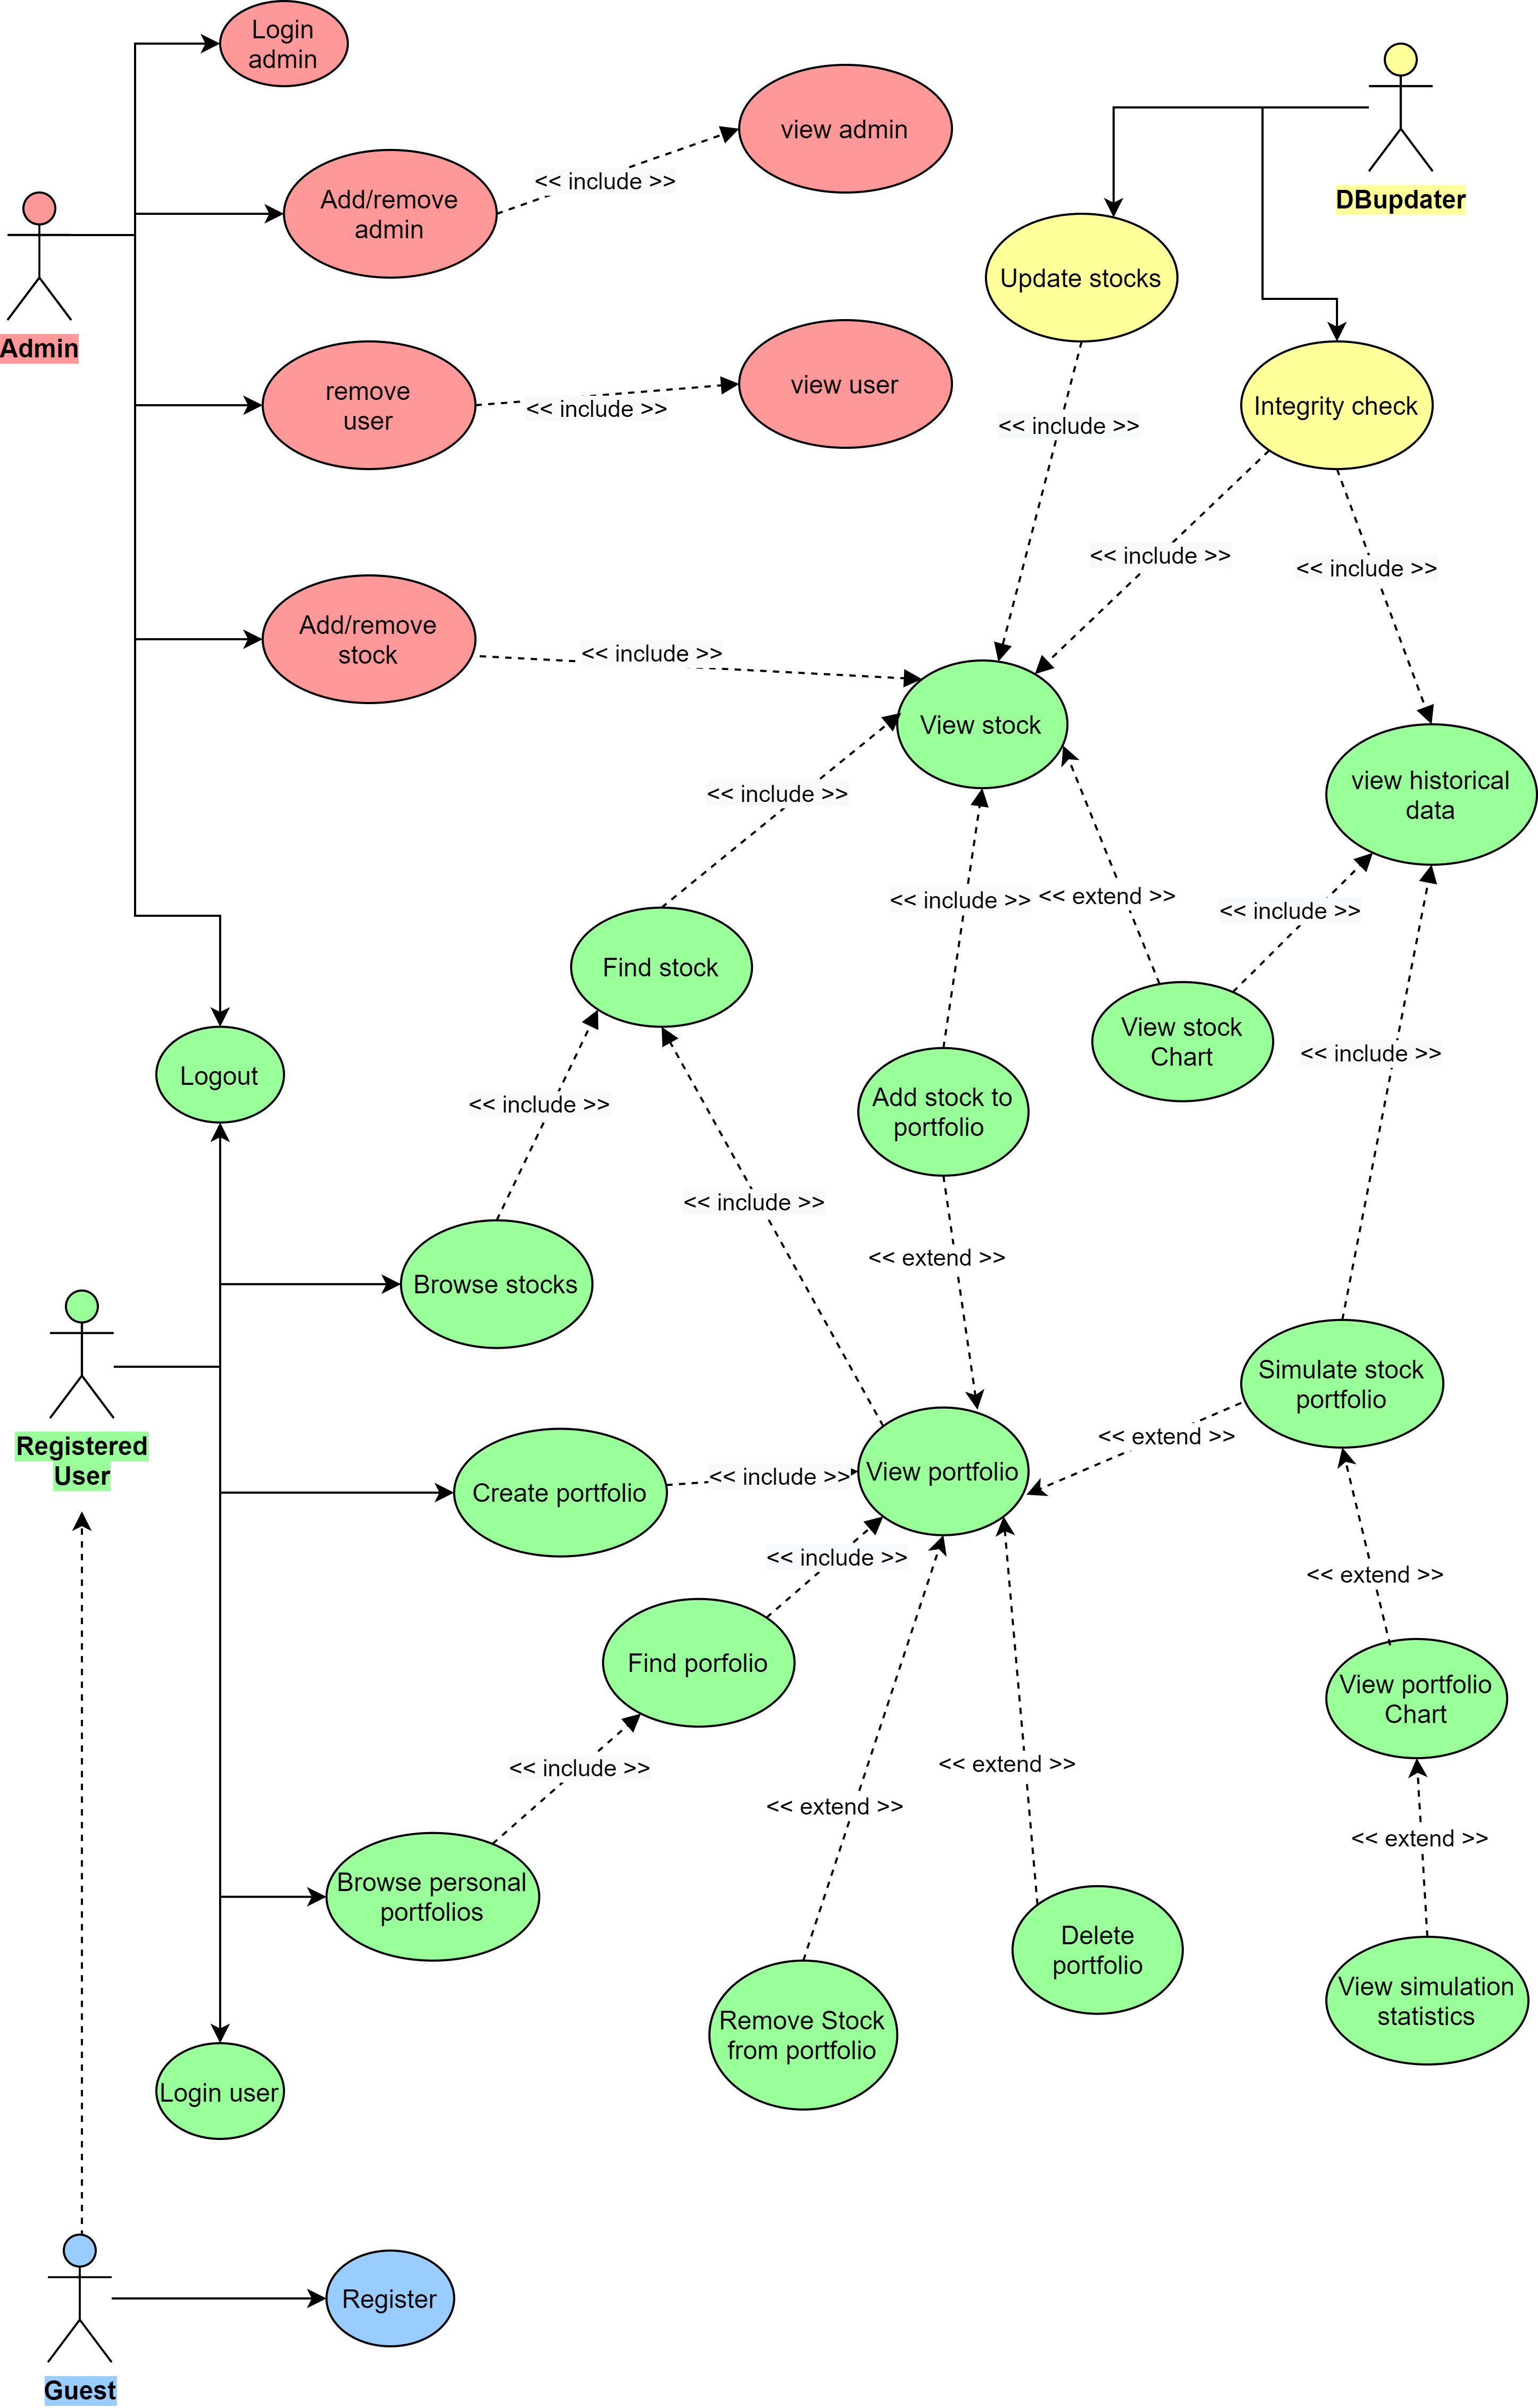 Login
admin
view admin
<< include >>
Add/remove
admin
DBupdater
Update stocks
Admin
remove
user
<< include >>
view user
Integrity check
<< include >>
<< include >>
<< include >>
Add/remove
stock
<< include >>
View stock
view historical
data
<< include >>
<< include >>
<< extend >>
<< include >>
Find stock
View stock
Chart
Logout
<< include >>
Add stock to
portfolio
<< include >>
<< include >>
<< extend >>
Browse stocks
Simulate stock
portfolio
Registered
User
<< extend >>
Create portfolio
<< include >>
View portfolio
<< include >>
<< extend >>
Find porfolio
View portfolio
Chart
<< include >>
<< extend >>
<< extend >>
<< extend >>
Browse personal
portfolios
Delete
portfolio
View simulation
statistics
Remove Stock
from portfolio
Login user
Register
Guest